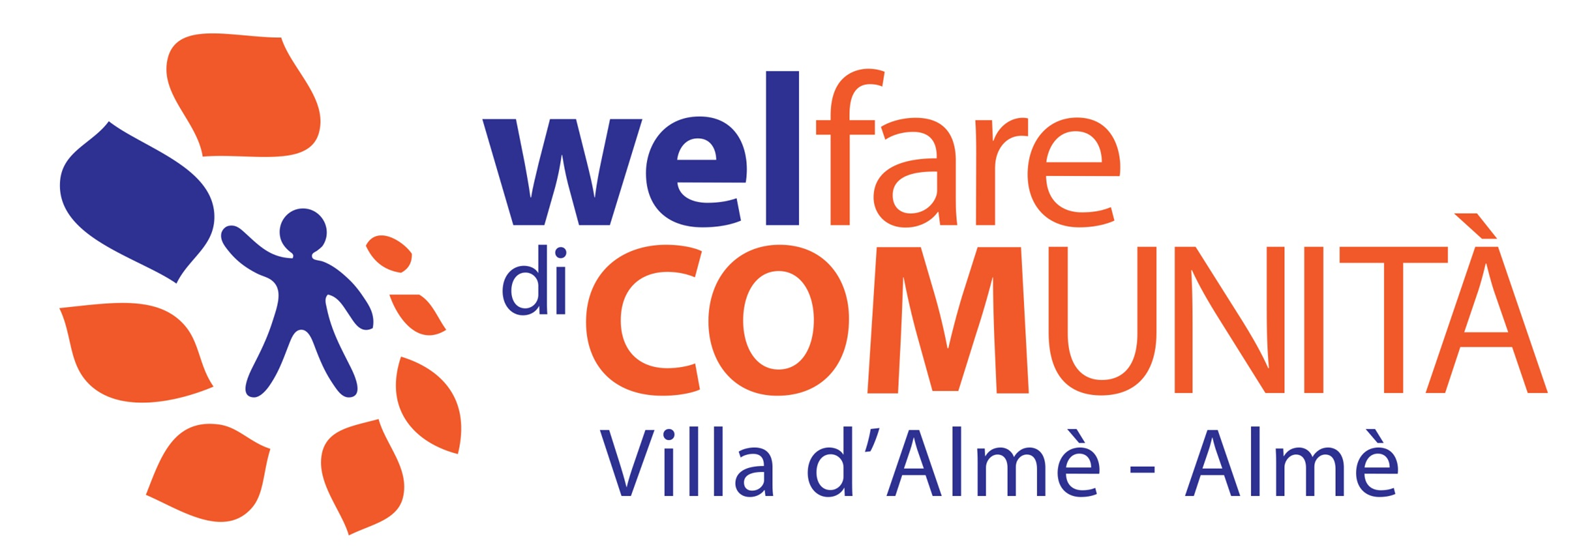 welfare
di COMUNITÀ
Villa d’Almè - Almè